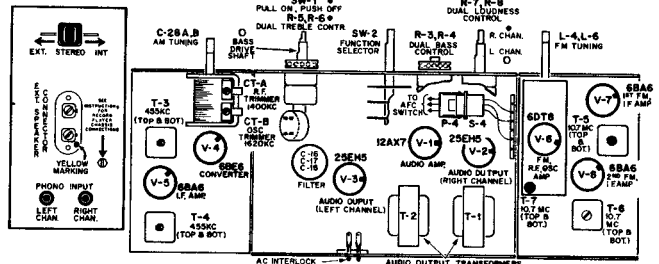 SW-1 *
PULL ON, PUSH OFF
R-5, R-6 *
DUAL TREBLE CONTR.
R-7, R-8
DUAL LOUDNESS
CONTROL
C-28A,B
AM TUNING
BASS
DRIVE
SHAFT
SW-2
FUNCTION
SELECTOR
R-3, R-4
DUAL BASS
CONTROL
R. CHAN.
L CHAN.
L-4, L-6
FM TUNING
EXT. STEREO INT
EXT. SPEAKER
CONNECTOR
SEE
INSTRUCTIONS
FOR
RECORD
PLAYER
CHASSIS
CONNECTIONS
YELLOW
MARKING
PHONO INPUT
LEFT
CHAN.
RIGHT
CHAN.
T-3
455KC
(TOP & BOT)
CT-A
R.F.
TRIMMER
1400KC
CT-B
OSC
TRIMMER
1620KC
V-4
6BE6
CONVERTER
V-5
6BA6
I.F. AMP.
T-4
455KC
(TOP & BOT)
C-16
C-17
C-18
FILTER
25EH5
V-3
AUDIO OUPUT
(LEFT CHANNEL)
TO
AFC
SWITCH
P-4 S-4
12AX7
V-1
AUDIO AMP.
25EH5
V-2
AUDIO OUTPUT
(RIGHT CHANNEL)
T-2
T-1
AC INTERLOCK
AUDIO OUTPUT TRANSFORMERS
6DT8
V-6
FM,
RF, OSC
AMP.
T-7
10.7
MC
(TOP &
BOT.)
V-7
6BA6
1ST FM.
IF AMP.
T-5
10.7 MC
(TOP &
BOT)
V-8
6BA6
2ND FM.
IF AMP.
T-6
10.7
MC
(TOP &
BOT)